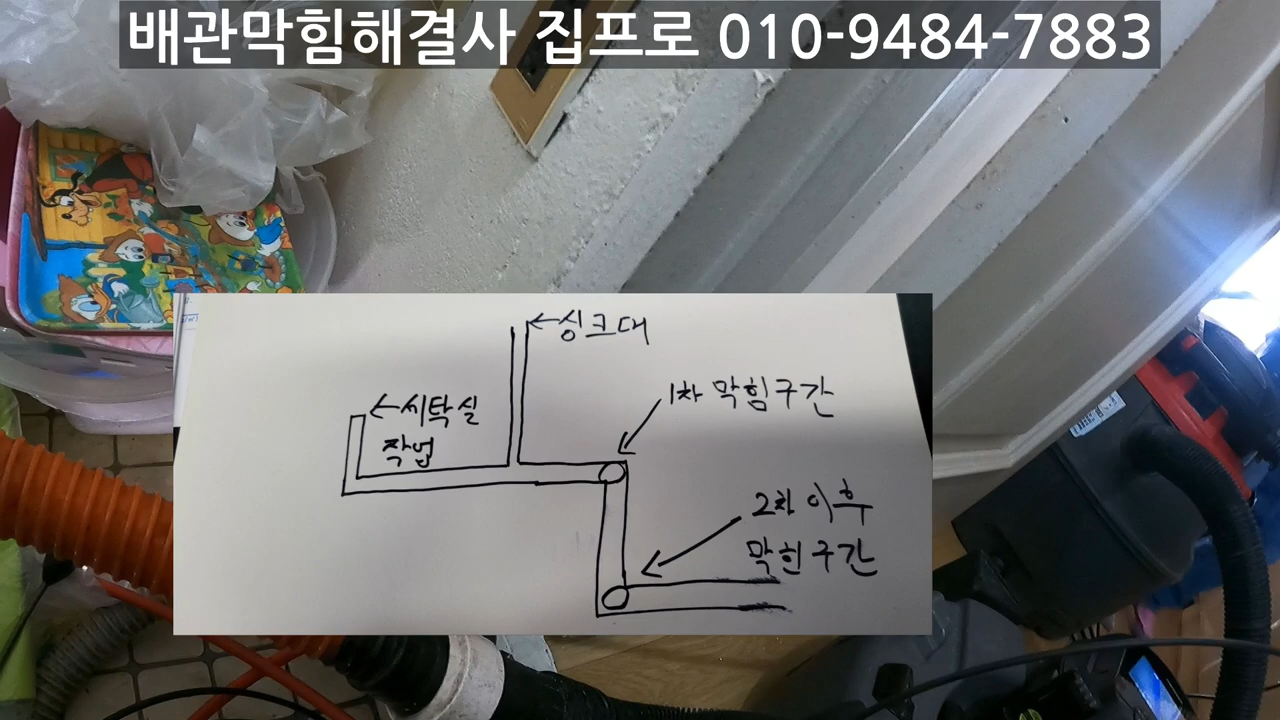 배관막힘해결사 집프로 010-9484-7883
←싱크대
1차 막힘구간
←세탁실
작업
2차 이후
막힌구간